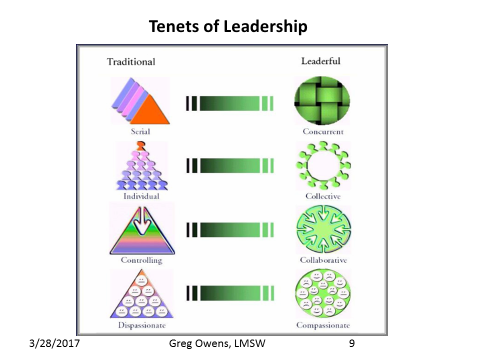 Tenets of Leadership
Traditional Leaderful
Serial Concurrent
Individual Collective
Controlling Collaborative
Dispassionate Compassionate
3/28/2017 Greg Owens, LMSW 9